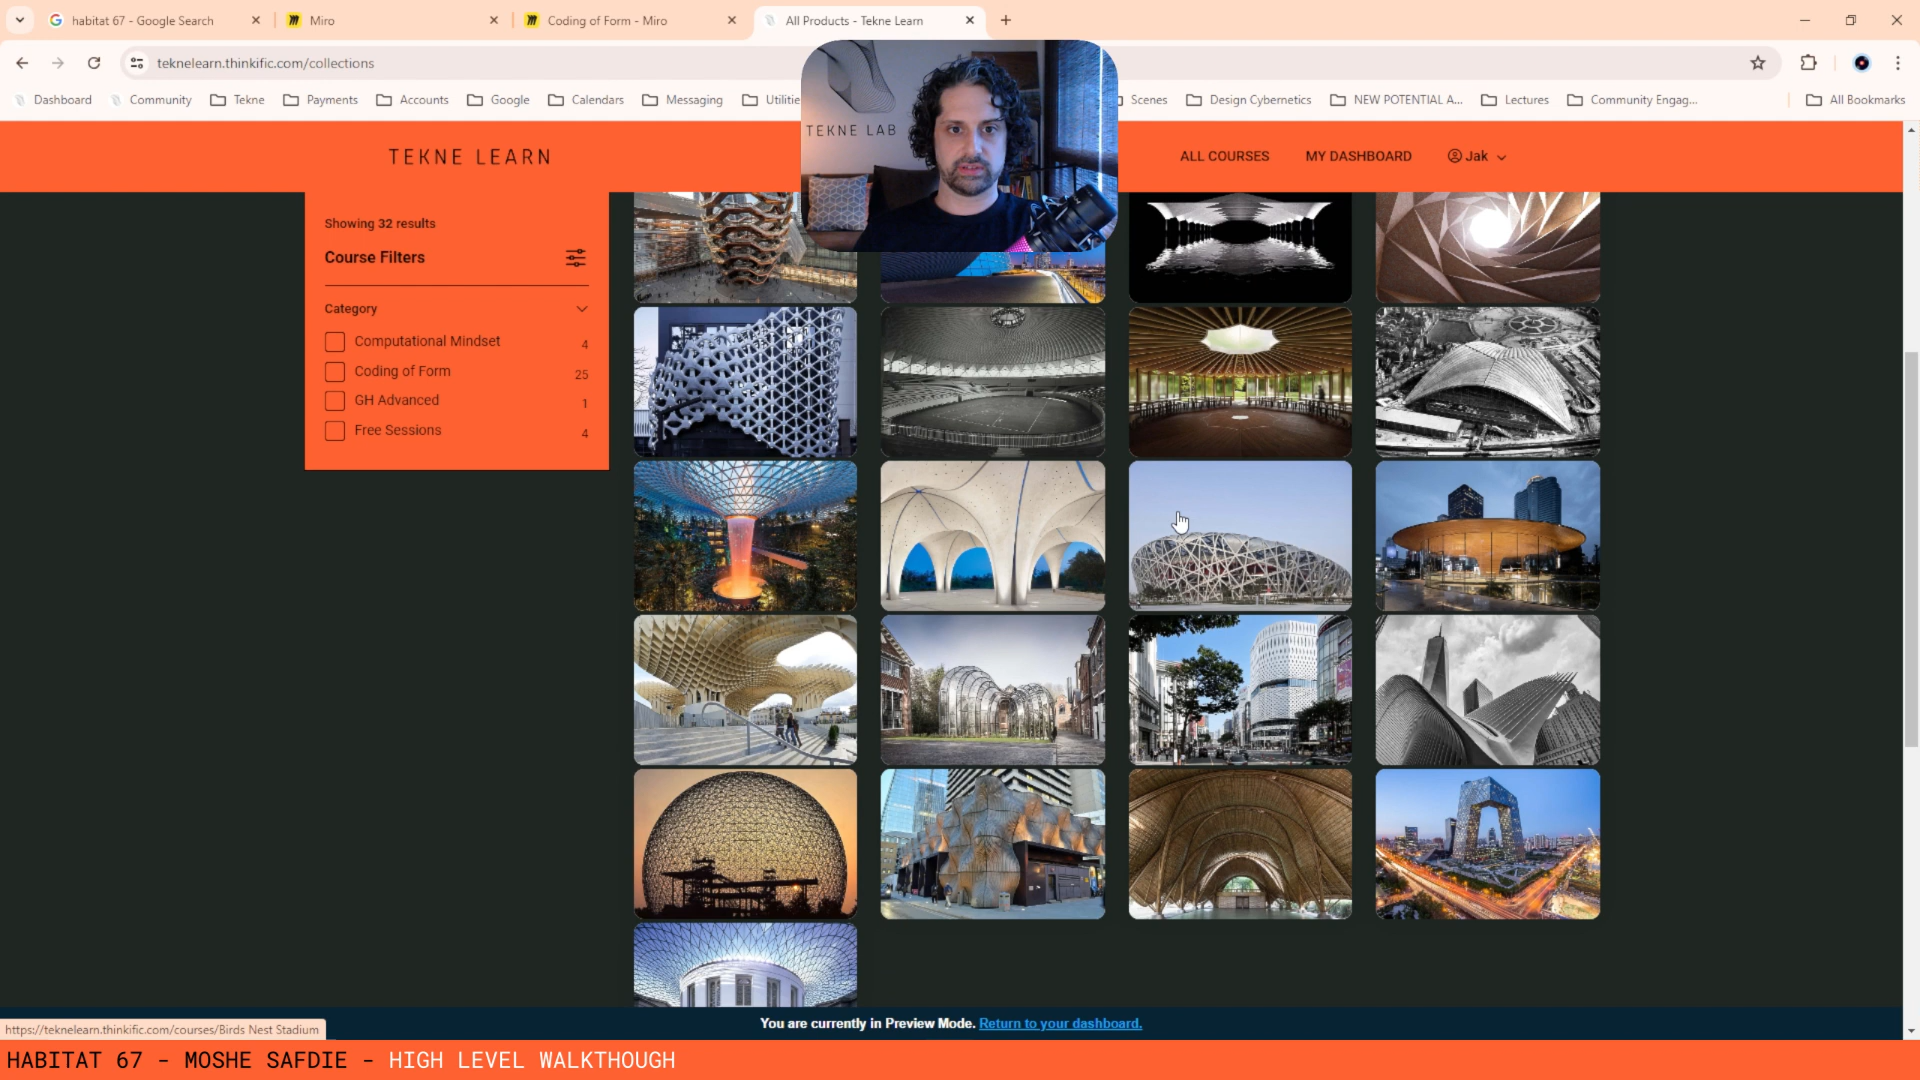 habitat 67 - Google Search
Miro
Coding of Form - Miro
All Products - Tekne Learn
teknelearn.thinkific.com/collections
Dashboard
Community
Tekne
Payments
Accounts
Google
Calendars
Messaging
Utilitie
Scenes
Design Cybernetics
NEW POTENTIAL A...
Lectures
Community Engag...
All Bookmarks
TEKNE LAB
TEKNE LEARN
ALL COURSES
MY DASHBOARD
Jak
Showing 32 results
Course Filters
Category
Computational Mindset 4
Coding of Form 25
GH Advanced 1
Free Sessions 4
You are currently in Preview Mode. Return to your dashboard.
https://teknelearn.thinkific.com/courses/Birds Nest Stadium
HABITAT 67 - MOSHE SAFDIE - HIGH LEVEL WALKTHOUGH